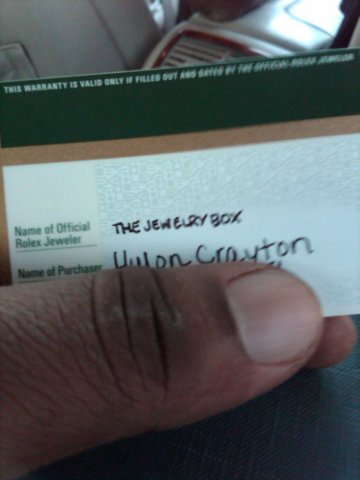 THIS WARRANTY IS VALID ONLY IF FILLED OUT AND DATED BY THE OFFICIAL ROLEX JEWELER
Name of Official
Rolex Jeweler
THE JEWELRY BOX
Name of Purchaser
Hulon Crayton